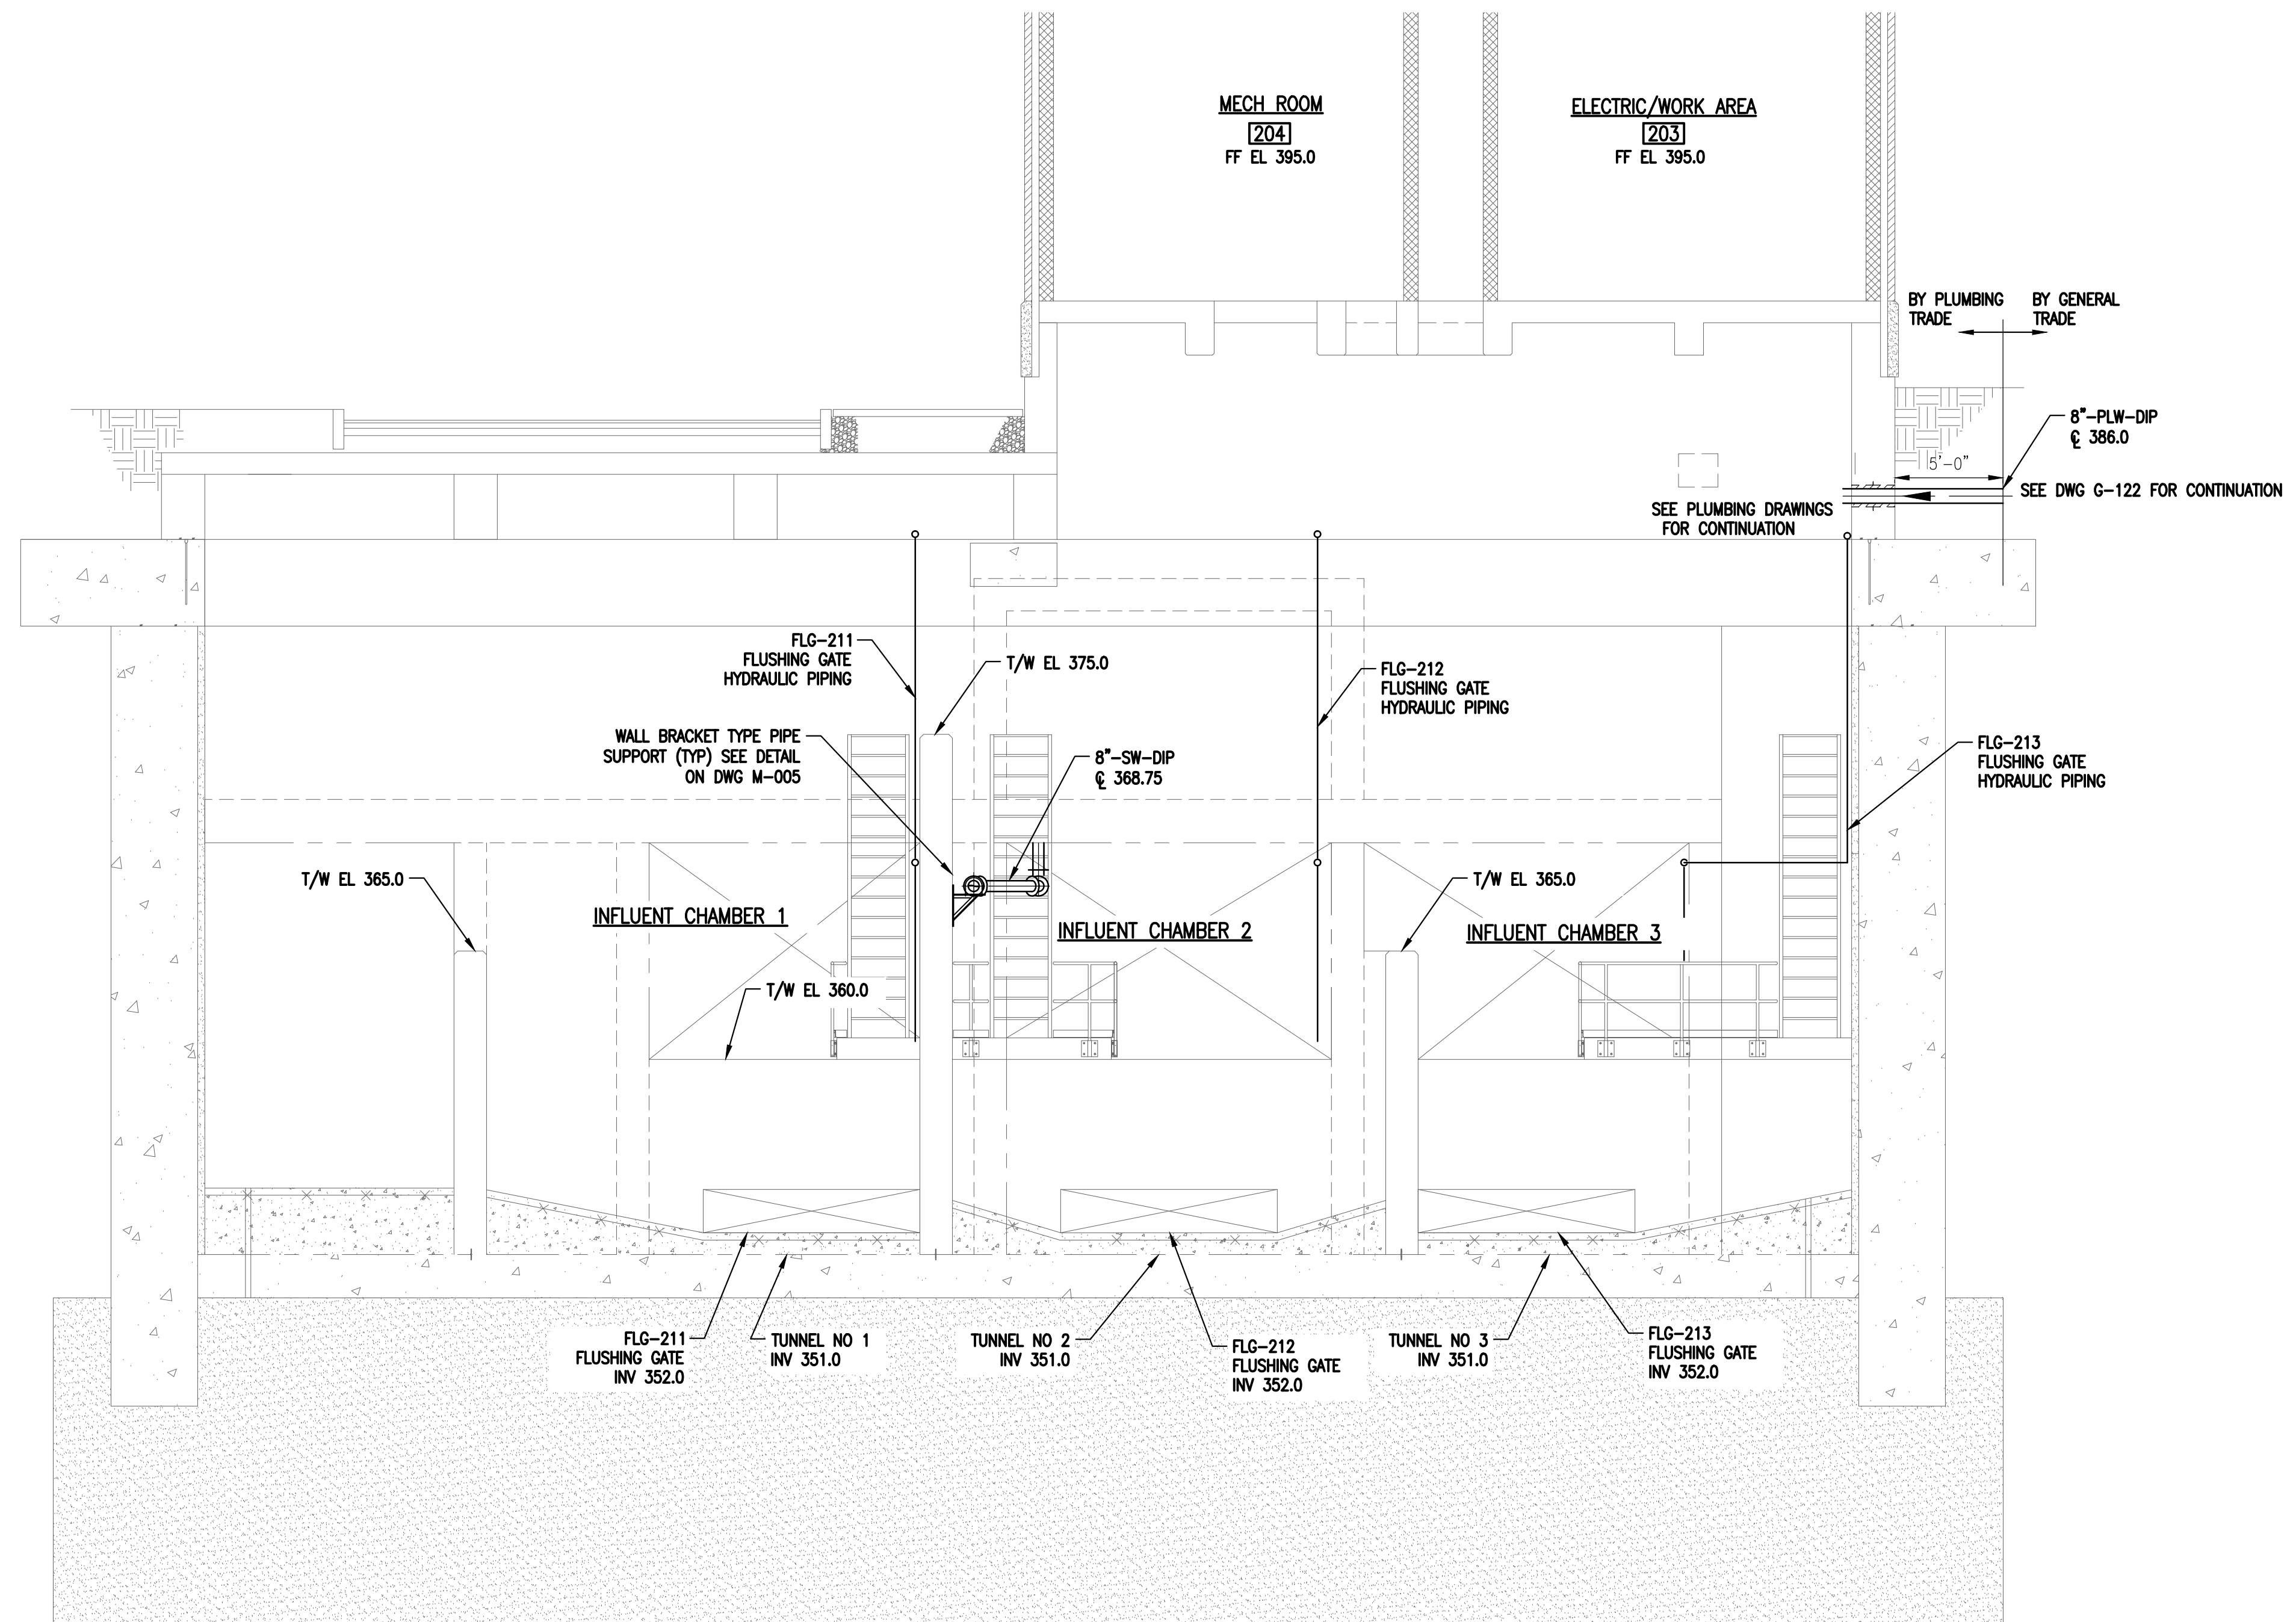 MECH ROOM
204
FF EL 395.0
ELECTRIC/WORK AREA
203
FF EL 395.0
BY PLUMBING
TRADE
BY GENERAL
TRADE
8"-PLW-DIP
℄ 386.0
5'-0"
SEE DWG G-122 FOR CONTINUATION
SEE PLUMBING DRAWINGS
FOR CONTINUATION
FLG-211
FLUSHING GATE
HYDRAULIC PIPING
T/W EL 375.0
FLG-212
FLUSHING GATE
HYDRAULIC PIPING
WALL BRACKET TYPE PIPE
SUPPORT (TYP) SEE DETAIL
ON DWG M-005
8"-SW-DIP
℄ 368.75
FLG-213
FLUSHING GATE
HYDRAULIC PIPING
T/W EL 365.0
T/W EL 365.0
INFLUENT CHAMBER 1
INFLUENT CHAMBER 2
INFLUENT CHAMBER 3
T/W EL 360.0
FLG-211
FLUSHING GATE
INV 352.0
TUNNEL NO 1
INV 351.0
TUNNEL NO 2
INV 351.0
FLG-212
FLUSHING GATE
INV 352.0
TUNNEL NO 3
INV 351.0
FLG-213
FLUSHING GATE
INV 352.0